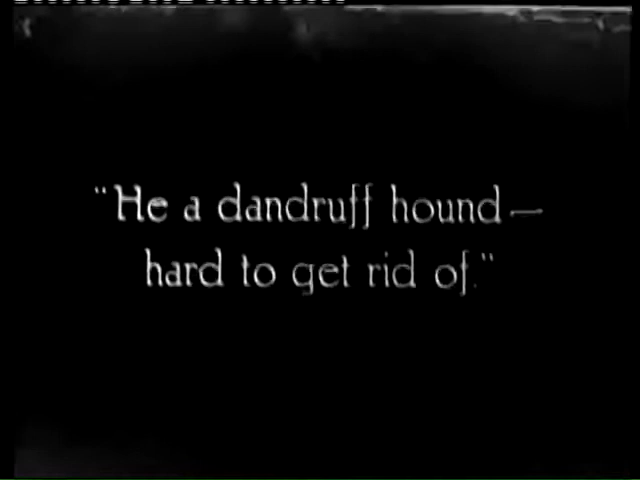 "He a dandruff hound—
hard to get rid of."